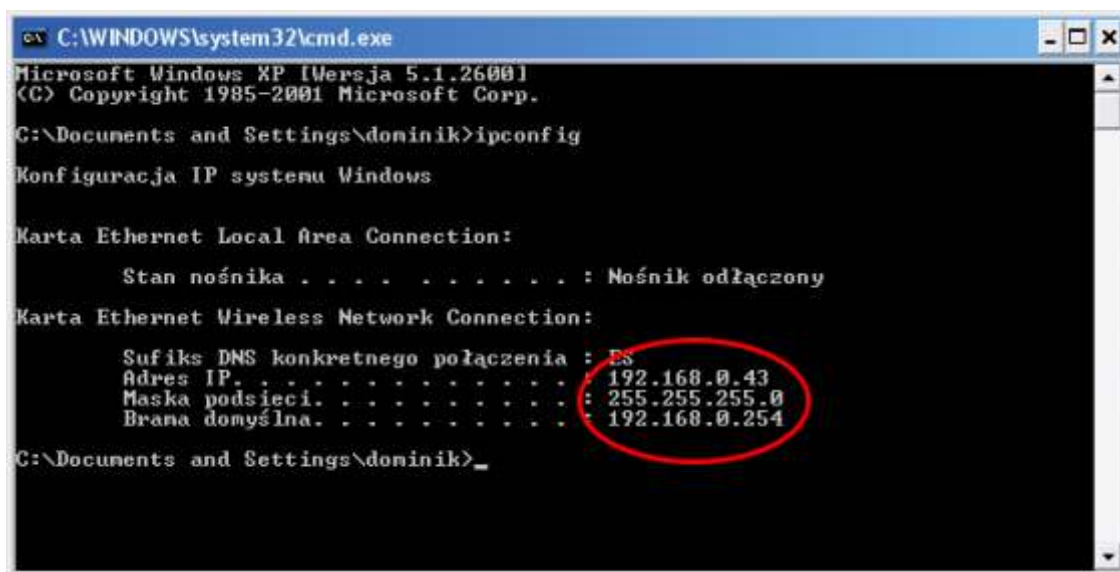 C:\WINDOWS\system32\cmd.exe
Microsoft Windows XP [Wersja 5.1.2600]
(C) Copyright 1985-2001 Microsoft Corp.
C:\Documents and Settings\dominik>ipconfig
Konfiguracja IP systemu Windows
Karta Ethernet Local Area Connection:
Stan nośnika . . . .  . . . . . . : Nośnik odłączony
Karta Ethernet Wireless Network Connection:
Sufiks DNS konkretnego połączenia : ES
Adres IP. . . . . . . . . . . . . : 192.168.0.43
Maska podsieci. . . . . . . . . . : 255.255.255.0
Brama domyślna. . . . . . . . . . : 192.168.0.254
C:\Documents and Settings\dominik>_